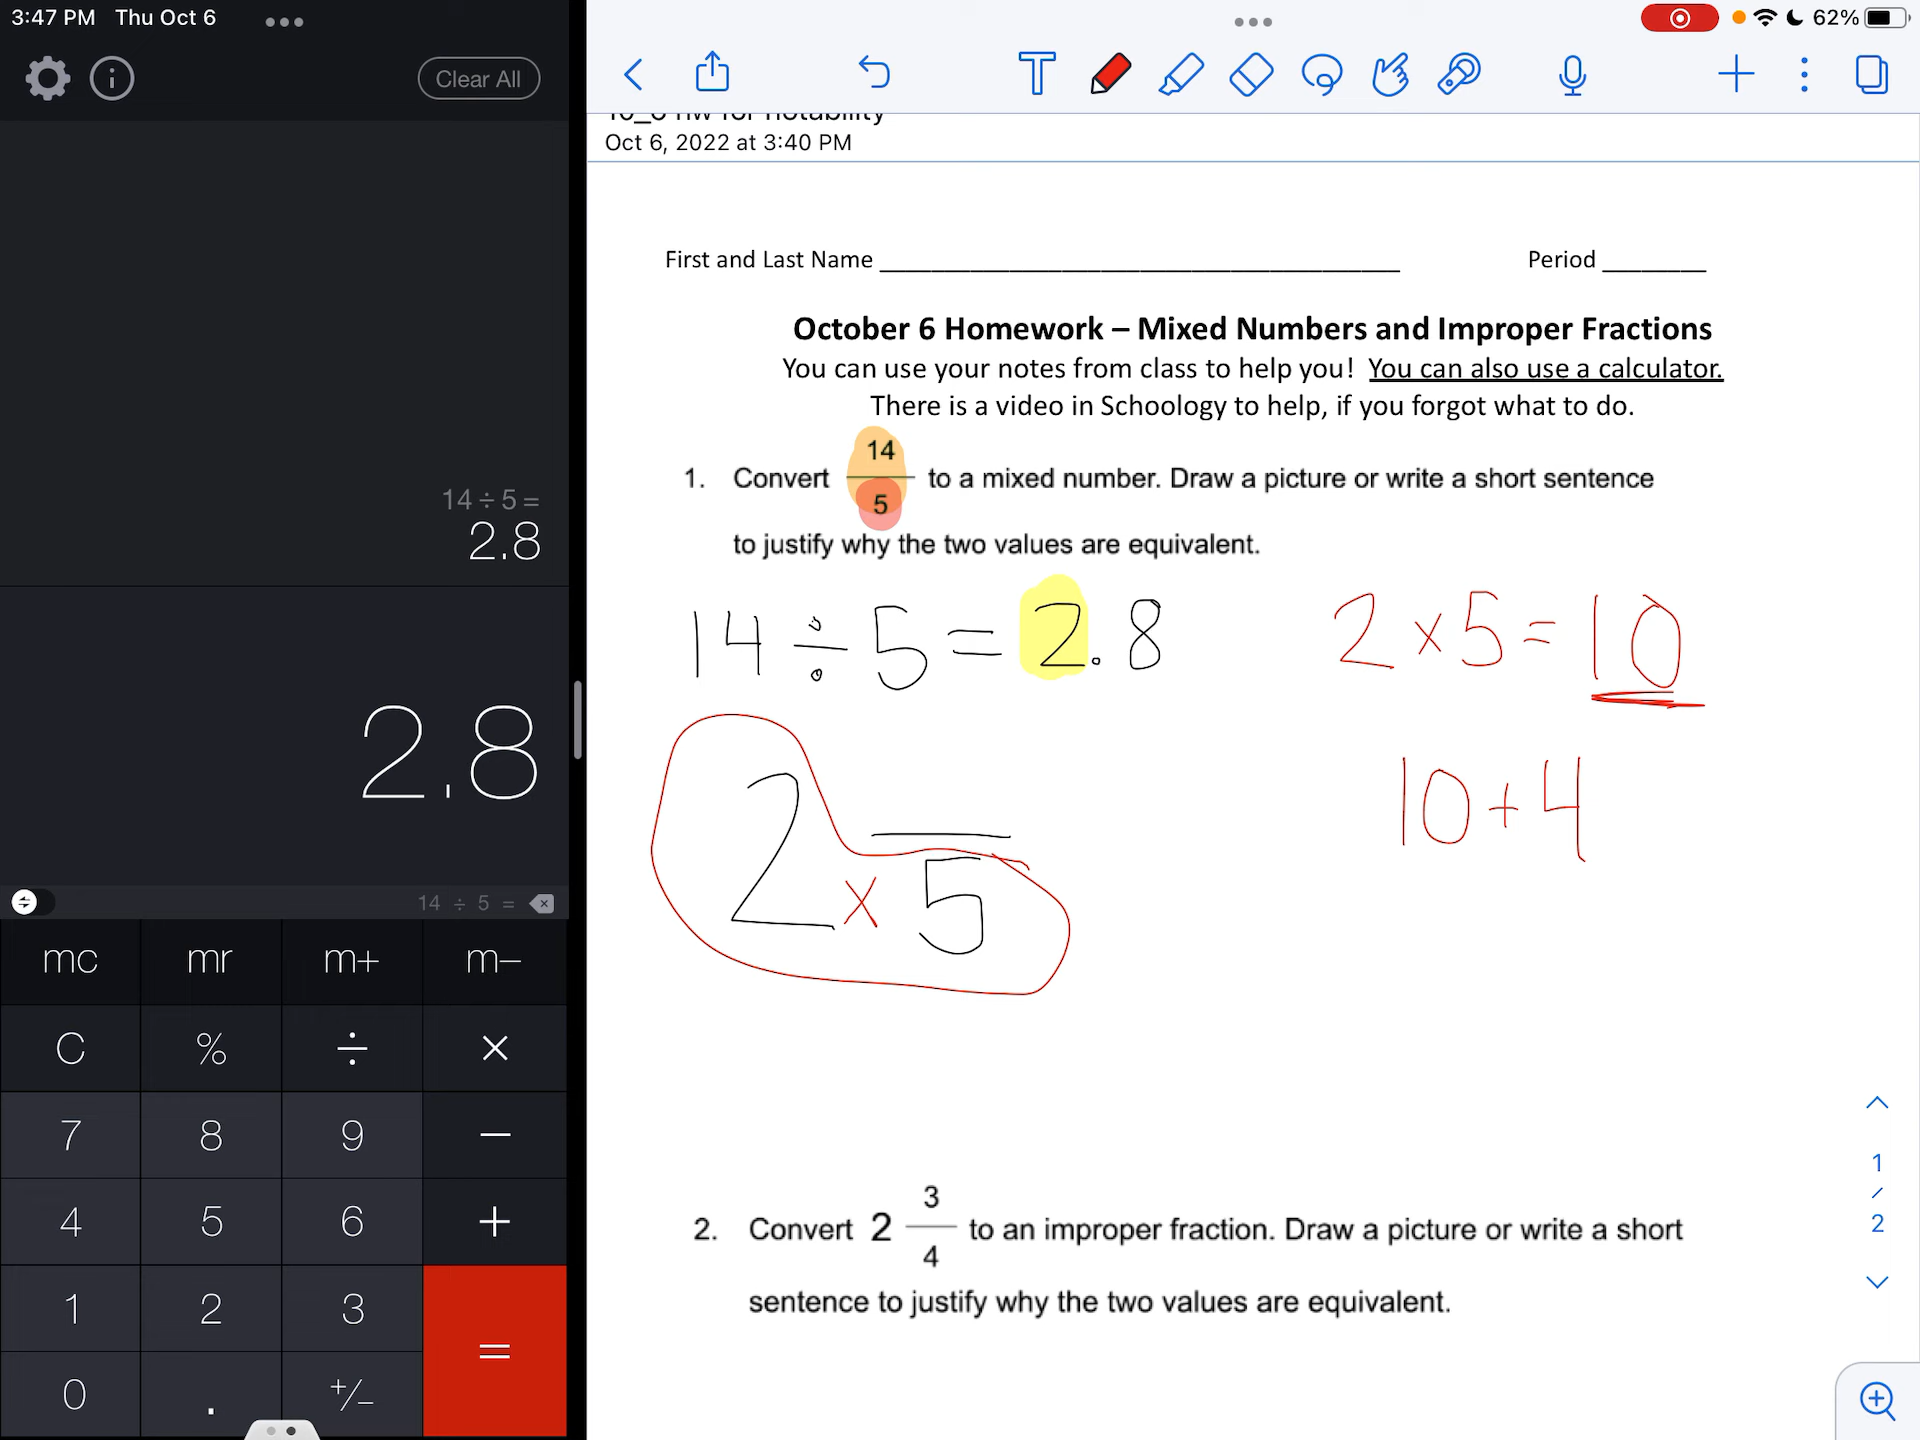 3:47 PM Thu Oct 6
62%
Clear All
14 ÷ 5 =
2.8
2.8
14 ÷ 5 =
mc mr m+ m−
C % ÷ ×
7 8 9 −
4 5 6 +
1 2 3 =
0 . +/−
Oct 6, 2022 at 3:40 PM
First and Last Name ____ Period ____
October 6 Homework – Mixed Numbers and Improper Fractions
You can use your notes from class to help you! You can also use a calculator.
There is a video in Schoology to help, if you forgot what to do.
1. Convert 14/5 to a mixed number. Draw a picture or write a short sentence
to justify why the two values are equivalent.
14 ÷ 5 = 2.8
2 × 5 = 10
10 + 4
2 × 5
2. Convert 2 3/4 to an improper fraction. Draw a picture or write a short
sentence to justify why the two values are equivalent.
1
/
2